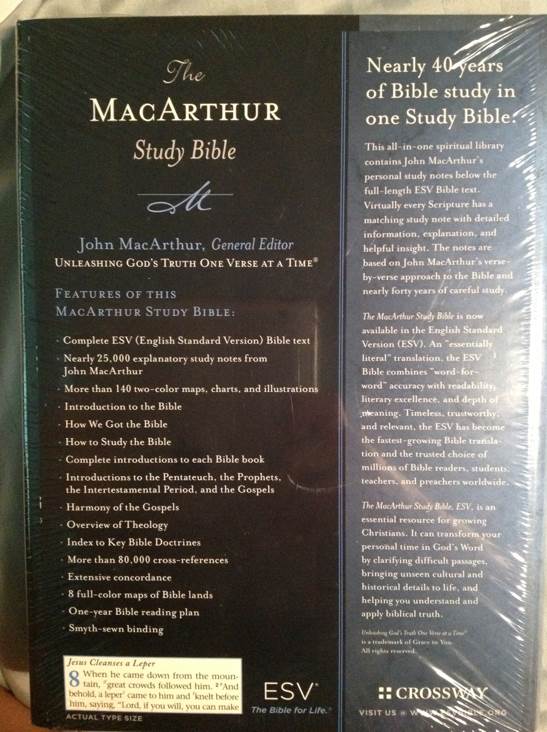 The
MACARTHUR
Study Bible
M
John MacArthur, General Editor
UNLEASHING GOD'S TRUTH ONE VERSE AT A TIME®
FEATURES OF THIS
MACARTHUR STUDY BIBLE:
· Complete ESV (English Standard Version) Bible text
· Nearly 25,000 explanatory study notes from
John MacArthur
· More than 140 two-color maps, charts, and illustrations
· Introduction to the Bible
· How We Got the Bible
· How to Study the Bible
· Complete introductions to each Bible book
· Introductions to the Pentateuch, the Prophets,
the Intertestamental Period, and the Gospels
· Harmony of the Gospels
· Overview of Theology
· Index to Key Bible Doctrines
· More than 80,000 cross-references
· Extensive concordance
· 8 full-color maps of Bible lands
· One-year Bible reading plan
· Smyth-sewn binding
Jesus Cleanses a Leper
8 When he came down from the moun-
tain, great crowds followed him. ²And
behold, a leper came to him and knelt before
him, saying, "Lord, if you will, you can make
ACTUAL TYPE SIZE
ESV®
The Bible for Life.™
Nearly 40 years
of Bible study in
one Study Bible.
This all-in-one spiritual library
contains John MacArthur's
personal study notes below the
full-length ESV Bible text.
Virtually every Scripture has a
matching study note with detailed
information, explanation, and
helpful insight. The notes are
based on John MacArthur's verse-
by-verse approach to the Bible and
nearly forty years of careful study.
The MacArthur Study Bible is now
available in the English Standard
Version (ESV). An "essentially
literal" translation, the ESV
Bible combines "word-for-
word" accuracy with readability,
literary excellence, and depth of
meaning. Timeless, trustworthy,
and relevant, the ESV has become
the fastest-growing Bible transla-
tion and the trusted choice of
millions of Bible readers, students,
teachers, and preachers worldwide.
The MacArthur Study Bible, ESV, is an
essential resource for growing
Christians. It can transform your
personal time in God's Word
by clarifying difficult passages,
bringing unseen cultural and
historical details to life, and
helping you understand and
apply biblical truth.
Unleashing God's Truth One Verse at a Time®
is a trademark of Grace to You.
All rights reserved.
CROSSWAY
VISIT US